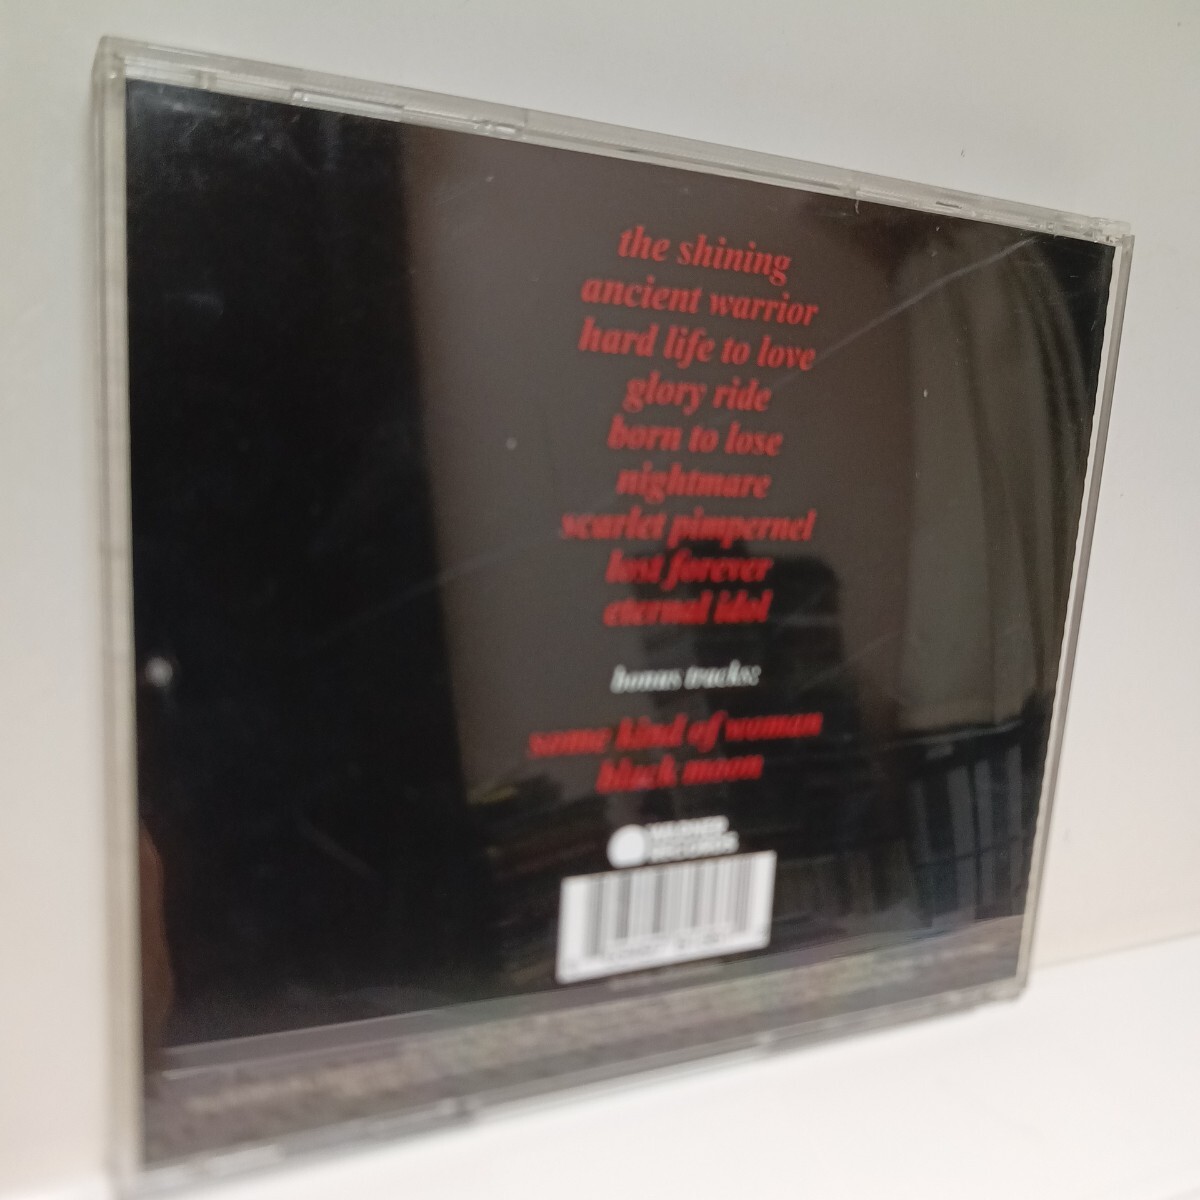 the shining
ancient warrior
hard life to love
glory ride
born to lose
nightmare
scarlet pimpernel
lost forever
eternal idol
bonus tracks:
some kind of woman
black moon
RECORDS